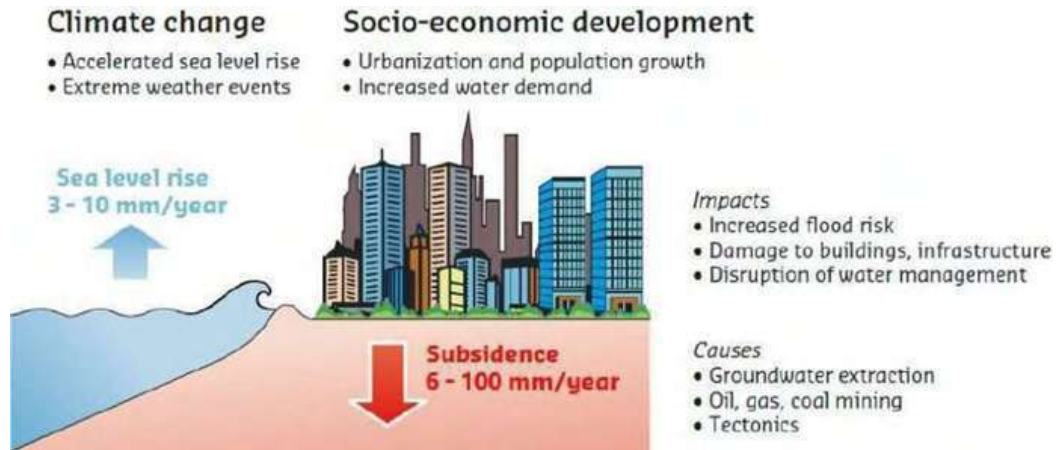 Climate change
• Accelerated sea level rise
• Extreme weather events
Socio-economic development
• Urbanization and population growth
• Increased water demand
Sea level rise
3 - 10 mm/year
Impacts
• Increased flood risk
• Damage to buildings, infrastructure
• Disruption of water management
Subsidence
6 - 100 mm/year
Causes
• Groundwater extraction
• Oil, gas, coal mining
• Tectonics